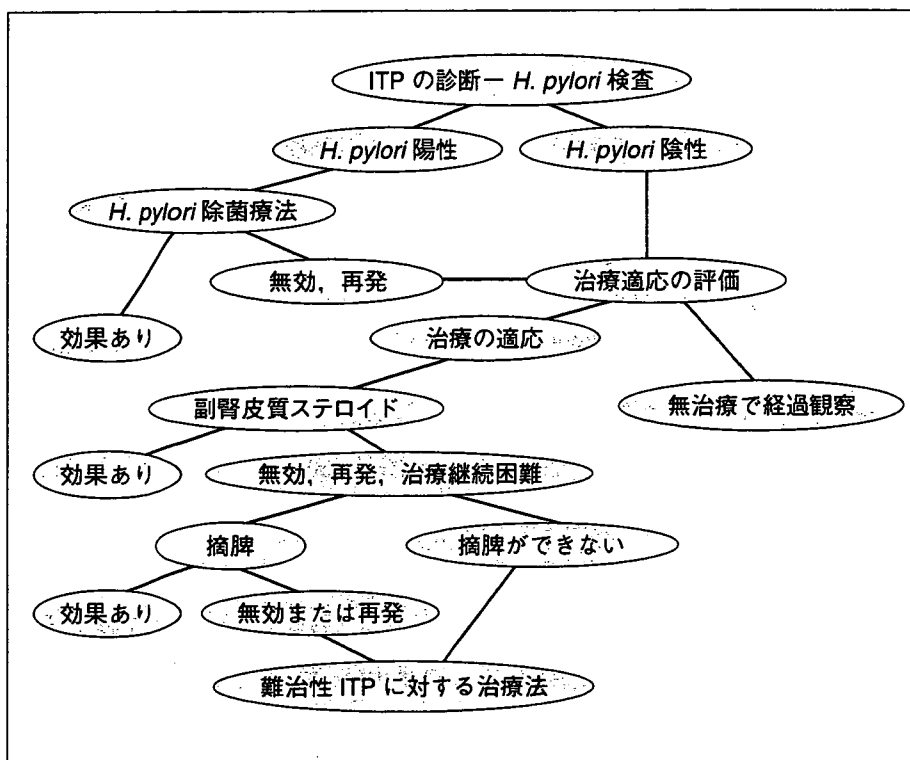 ITP の診断ー H. pylori 検査
H. pylori 陽性
H. pylori 陰性
H. pylori 除菌療法
無効，再発
治療適応の評価
効果あり
治療の適応
無治療で経過観察
副腎皮質ステロイド
効果あり
無効，再発，治療継続困難
摘脾
摘脾ができない
効果あり
無効または再発
難治性 ITP に対する治療法